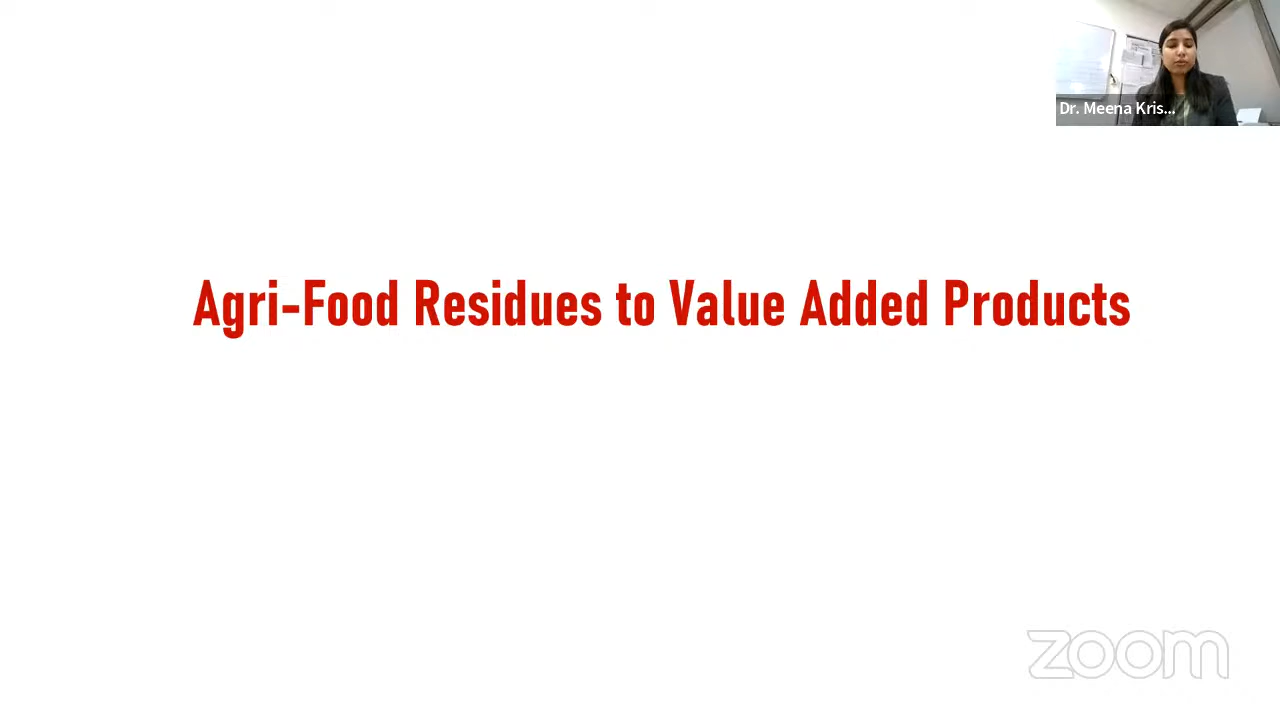 Dr. Meena Kris...
Agri-Food Residues to Value Added Products
zoom